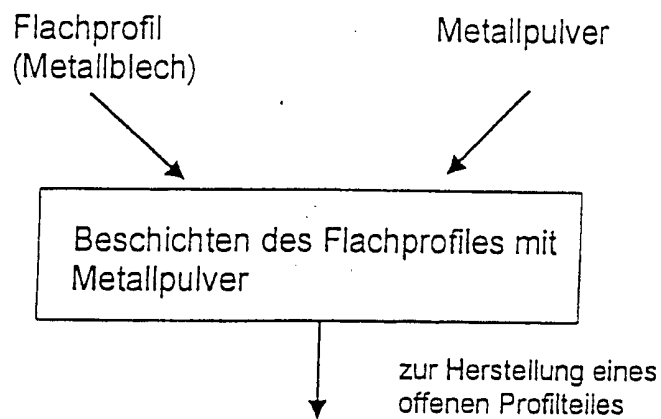 Flachprofil
(Metallblech)
Metallpulver
Beschichten des Flachprofiles mit
Metallpulver
zur Herstellung eines
offenen Profilteiles